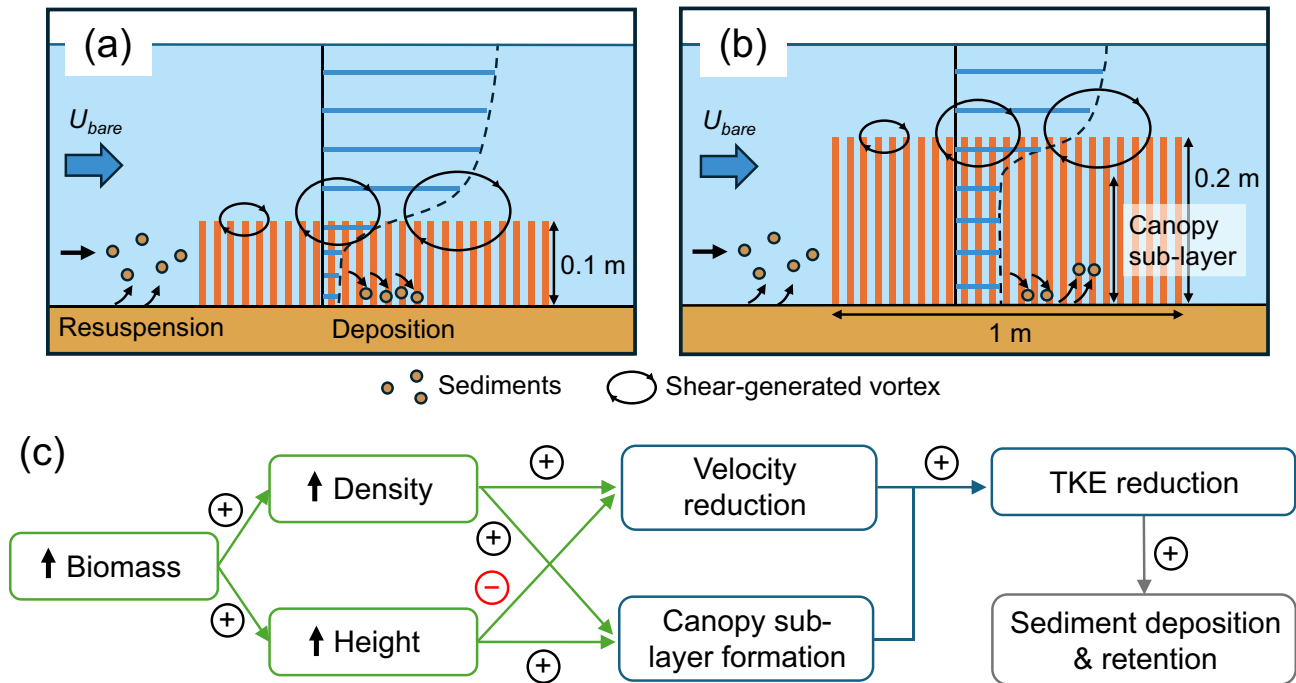 (a)
U_bare
0.1 m
Resuspension
Deposition
(b)
U_bare
0.2 m
Canopy
sub-layer
1 m
Sediments
Shear-generated vortex
(c)
Biomass
+
+
Density
Height
+
+
−
+
Velocity
reduction
Canopy sub-
layer formation
+
TKE reduction
+
Sediment deposition
& retention